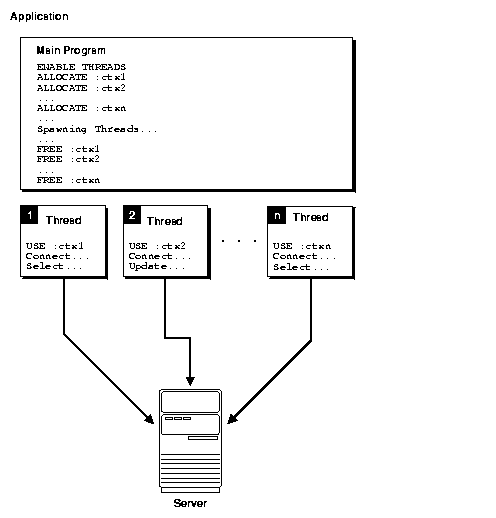 Application
Main Program
ENABLE THREADS
ALLOCATE :ctx1
ALLOCATE :ctx2
...
ALLOCATE :ctxn
...
Spawning Threads...
...
FREE :ctx1
FREE :ctx2
...
FREE :ctxn
1 Thread
USE :ctx1
Connect...
Select...
2 Thread
USE :ctx2
Connect...
Update...
. . .
n Thread
USE :ctxn
Connect...
Select...
Server